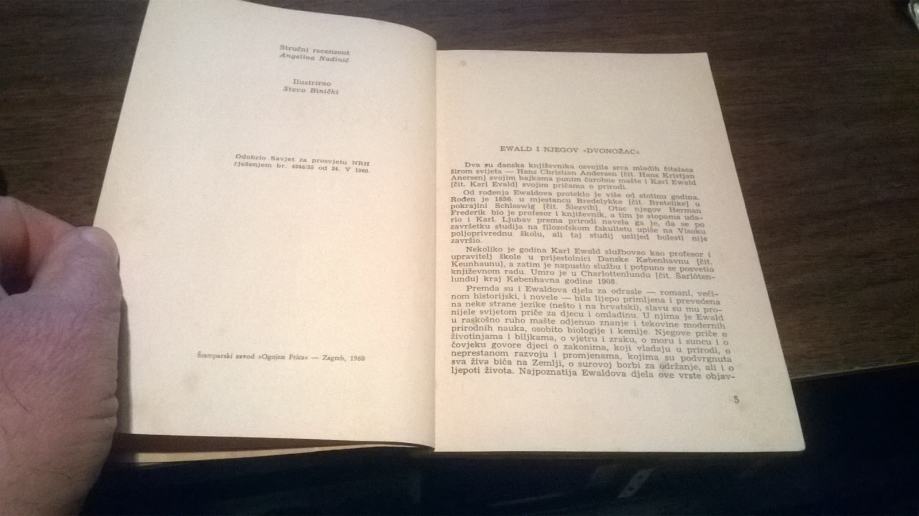 Stručni recenzent
Angelina Nadinić
Ilustrirao
Stevo Binički
Odobrio Savjet za prosvjetu NRH
rješenjem br. od 24. V 1960.
Štamparski zavod »Ognjen Prica« — Zagreb, 1960
EWALD I NJEGOV »DVONOŽAC«
Dva su danska književnika osvojila srca mladih čitalaca
širom svijeta — Hans Christian Andersen [čit. Hans Kristjan
Anersen] svojim bajkama punim čarobne mašte i Karl Ewald
[čit. Karl Evald] svojim pričama o prirodi.
Od rođenja Ewaldova proteklo je više od stotinu godina.
Rođen je 1856. u mjestancu Bredelykke [čit. ] u
pokrajini Schleswig [čit. Šlezvih]. Otac njegov Herman
Frederik bio je profesor i književnik, a tim je stopama uda-
rio i Karl. Ljubav prema prirodi navela ga je, da se po
završetku studija na filozofskom fakultetu upiše na Visoku
poljoprivrednu školu, ali taj studij uslijed bolesti nije
završio.
Nekoliko je godina Karl Ewald službovao kao profesor i
upravitelj škole u prijestolnici Danske Københavnu [čit.
Keunhaunu], a zatim je napustio službu i potpuno se posvetio
književnom radu. Umro je u Charlottenlundu [čit. Šarlóten-
lundu] kraj Københavna godine 1908.
Premda su i Ewaldova djela za odrasle — romani, veći-
nom historijski, i novele — bila lijepo primljena i prevedena
na neke strane jezike (nešto i na hrvatski), slavu su mu pro-
nijele svijetom priče za djecu i omladinu. U njima je Ewald
u raskošno ruho mašte odjenuo znanje i tekovine modernih
prirodnih nauka, osobito biologije i kemije. Njegove priče o
životinjama i biljkama, o vjetru i zraku, o moru i suncu i o
čovjeku govore djeci o zakonima, koji vladaju u prirodi, o
neprestanom razvoju i promjenama, kojima su podvrgnuta
sva živa bića na Zemlji, o surovoj borbi za održanje, ali i o
ljepoti života. Najpoznatija Ewaldova djela ove vrste objav-
5